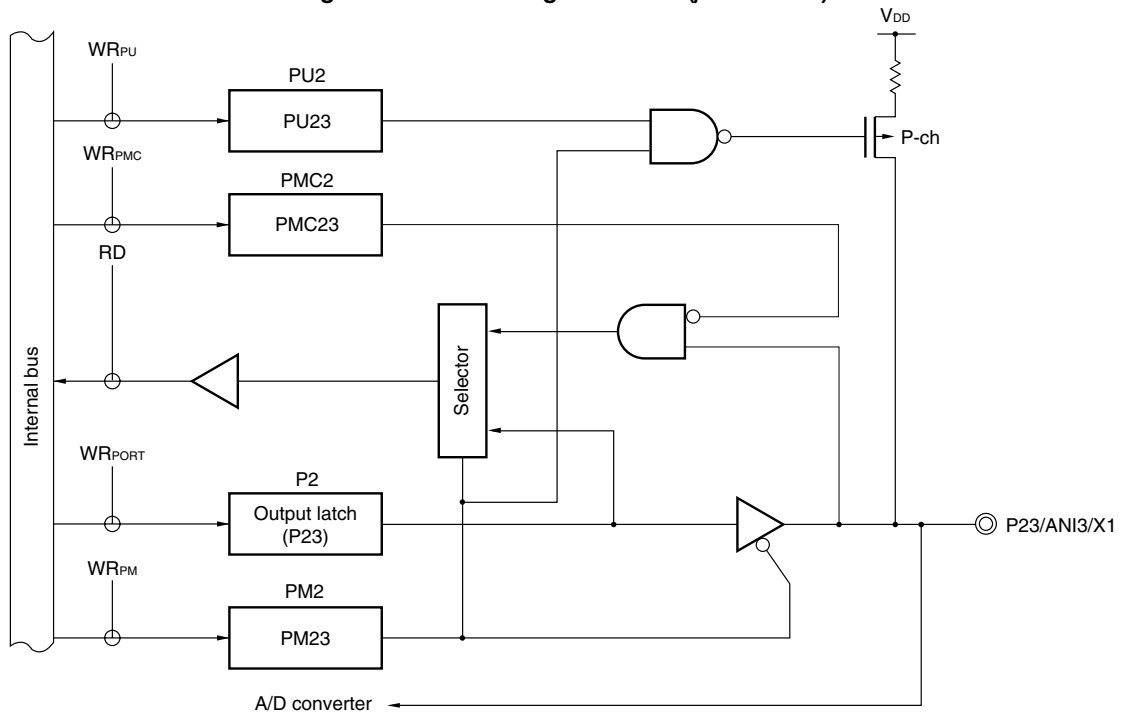 VDD
WRPU
PU2
PU23
P-ch
WRPMC
PMC2
PMC23
RD
Selector
Internal bus
WRPORT
P2
Output latch
(P23)
P23/ANI3/X1
WRPM
PM2
PM23
A/D converter